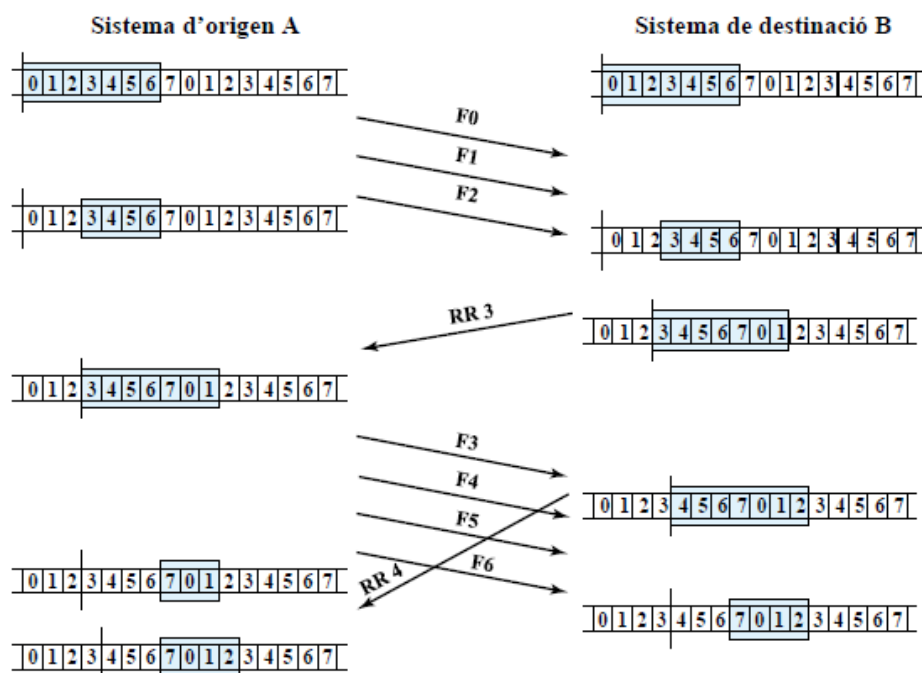 Sistema d'origen A
Sistema de destinació B
0 1 2 3 4 5 6 7 0 1 2 3 4 5 6 7
0 1 2 3 4 5 6 7 0 1 2 3 4 5 6 7
F0
F1
F2
0 1 2 3 4 5 6 7 0 1 2 3 4 5 6 7
0 1 2 3 4 5 6 7 0 1 2 3 4 5 6 7
RR 3
0 1 2 3 4 5 6 7 0 1 2 3 4 5 6 7
0 1 2 3 4 5 6 7 0 1 2 3 4 5 6 7
F3
F4
F5
F6
RR 4
0 1 2 3 4 5 6 7 0 1 2 3 4 5 6 7
0 1 2 3 4 5 6 7 0 1 2 3 4 5 6 7
0 1 2 3 4 5 6 7 0 1 2 3 4 5 6 7
0 1 2 3 4 5 6 7 0 1 2 3 4 5 6 7